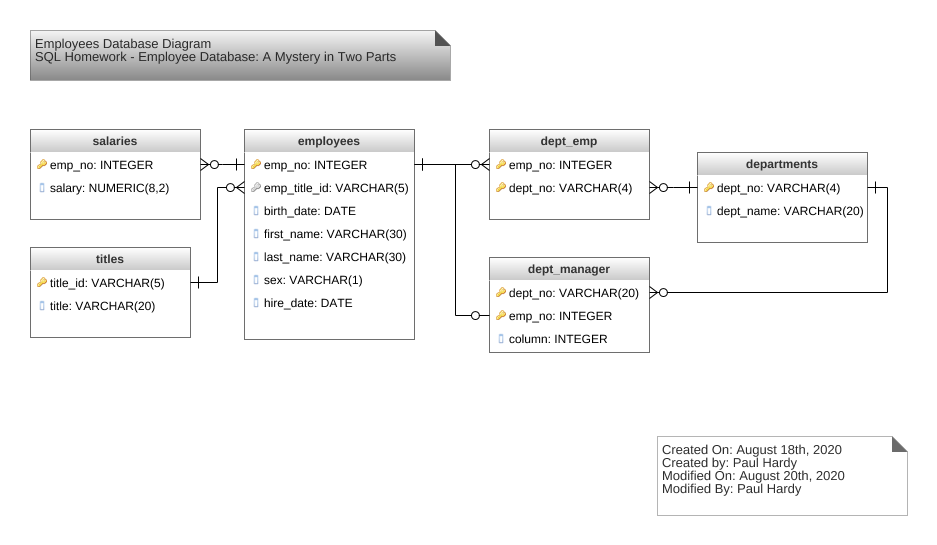 Employees Database Diagram
SQL Homework - Employee Database: A Mystery in Two Parts
salaries
emp_no: INTEGER
salary: NUMERIC(8,2)
employees
emp_no: INTEGER
emp_title_id: VARCHAR(5)
birth_date: DATE
first_name: VARCHAR(30)
last_name: VARCHAR(30)
sex: VARCHAR(1)
hire_date: DATE
dept_emp
emp_no: INTEGER
dept_no: VARCHAR(4)
departments
dept_no: VARCHAR(4)
dept_name: VARCHAR(20)
titles
title_id: VARCHAR(5)
title: VARCHAR(20)
dept_manager
dept_no: VARCHAR(20)
emp_no: INTEGER
column: INTEGER
Created On: August 18th, 2020
Created by: Paul Hardy
Modified On: August 20th, 2020
Modified By: Paul Hardy